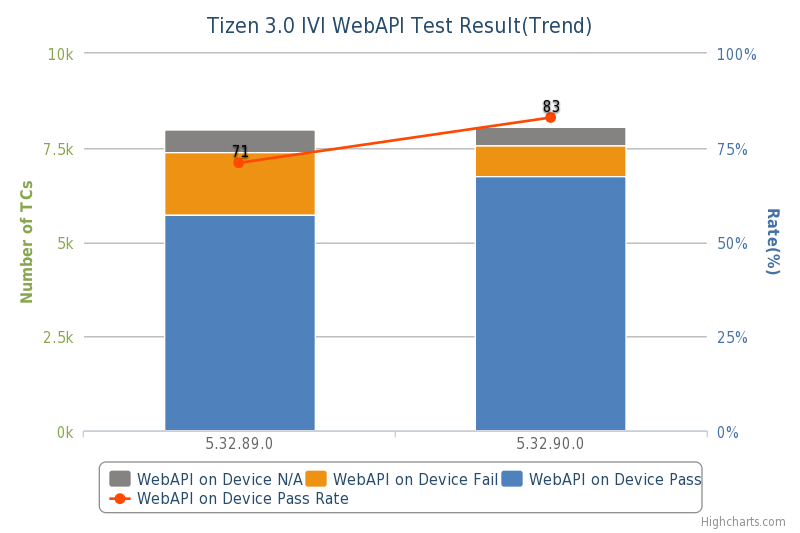 Tizen 3.0 IVI WebAPI Test Result(Trend)
10k
100%
83
71
7.5k
75%
Number of TCs
Rate(%)
5k
50%
2.5k
25%
0k
0%
5.32.89.0
5.32.90.0
WebAPI on Device N/A WebAPI on Device Fail WebAPI on Device Pass
WebAPI on Device Pass Rate
Highcharts.com